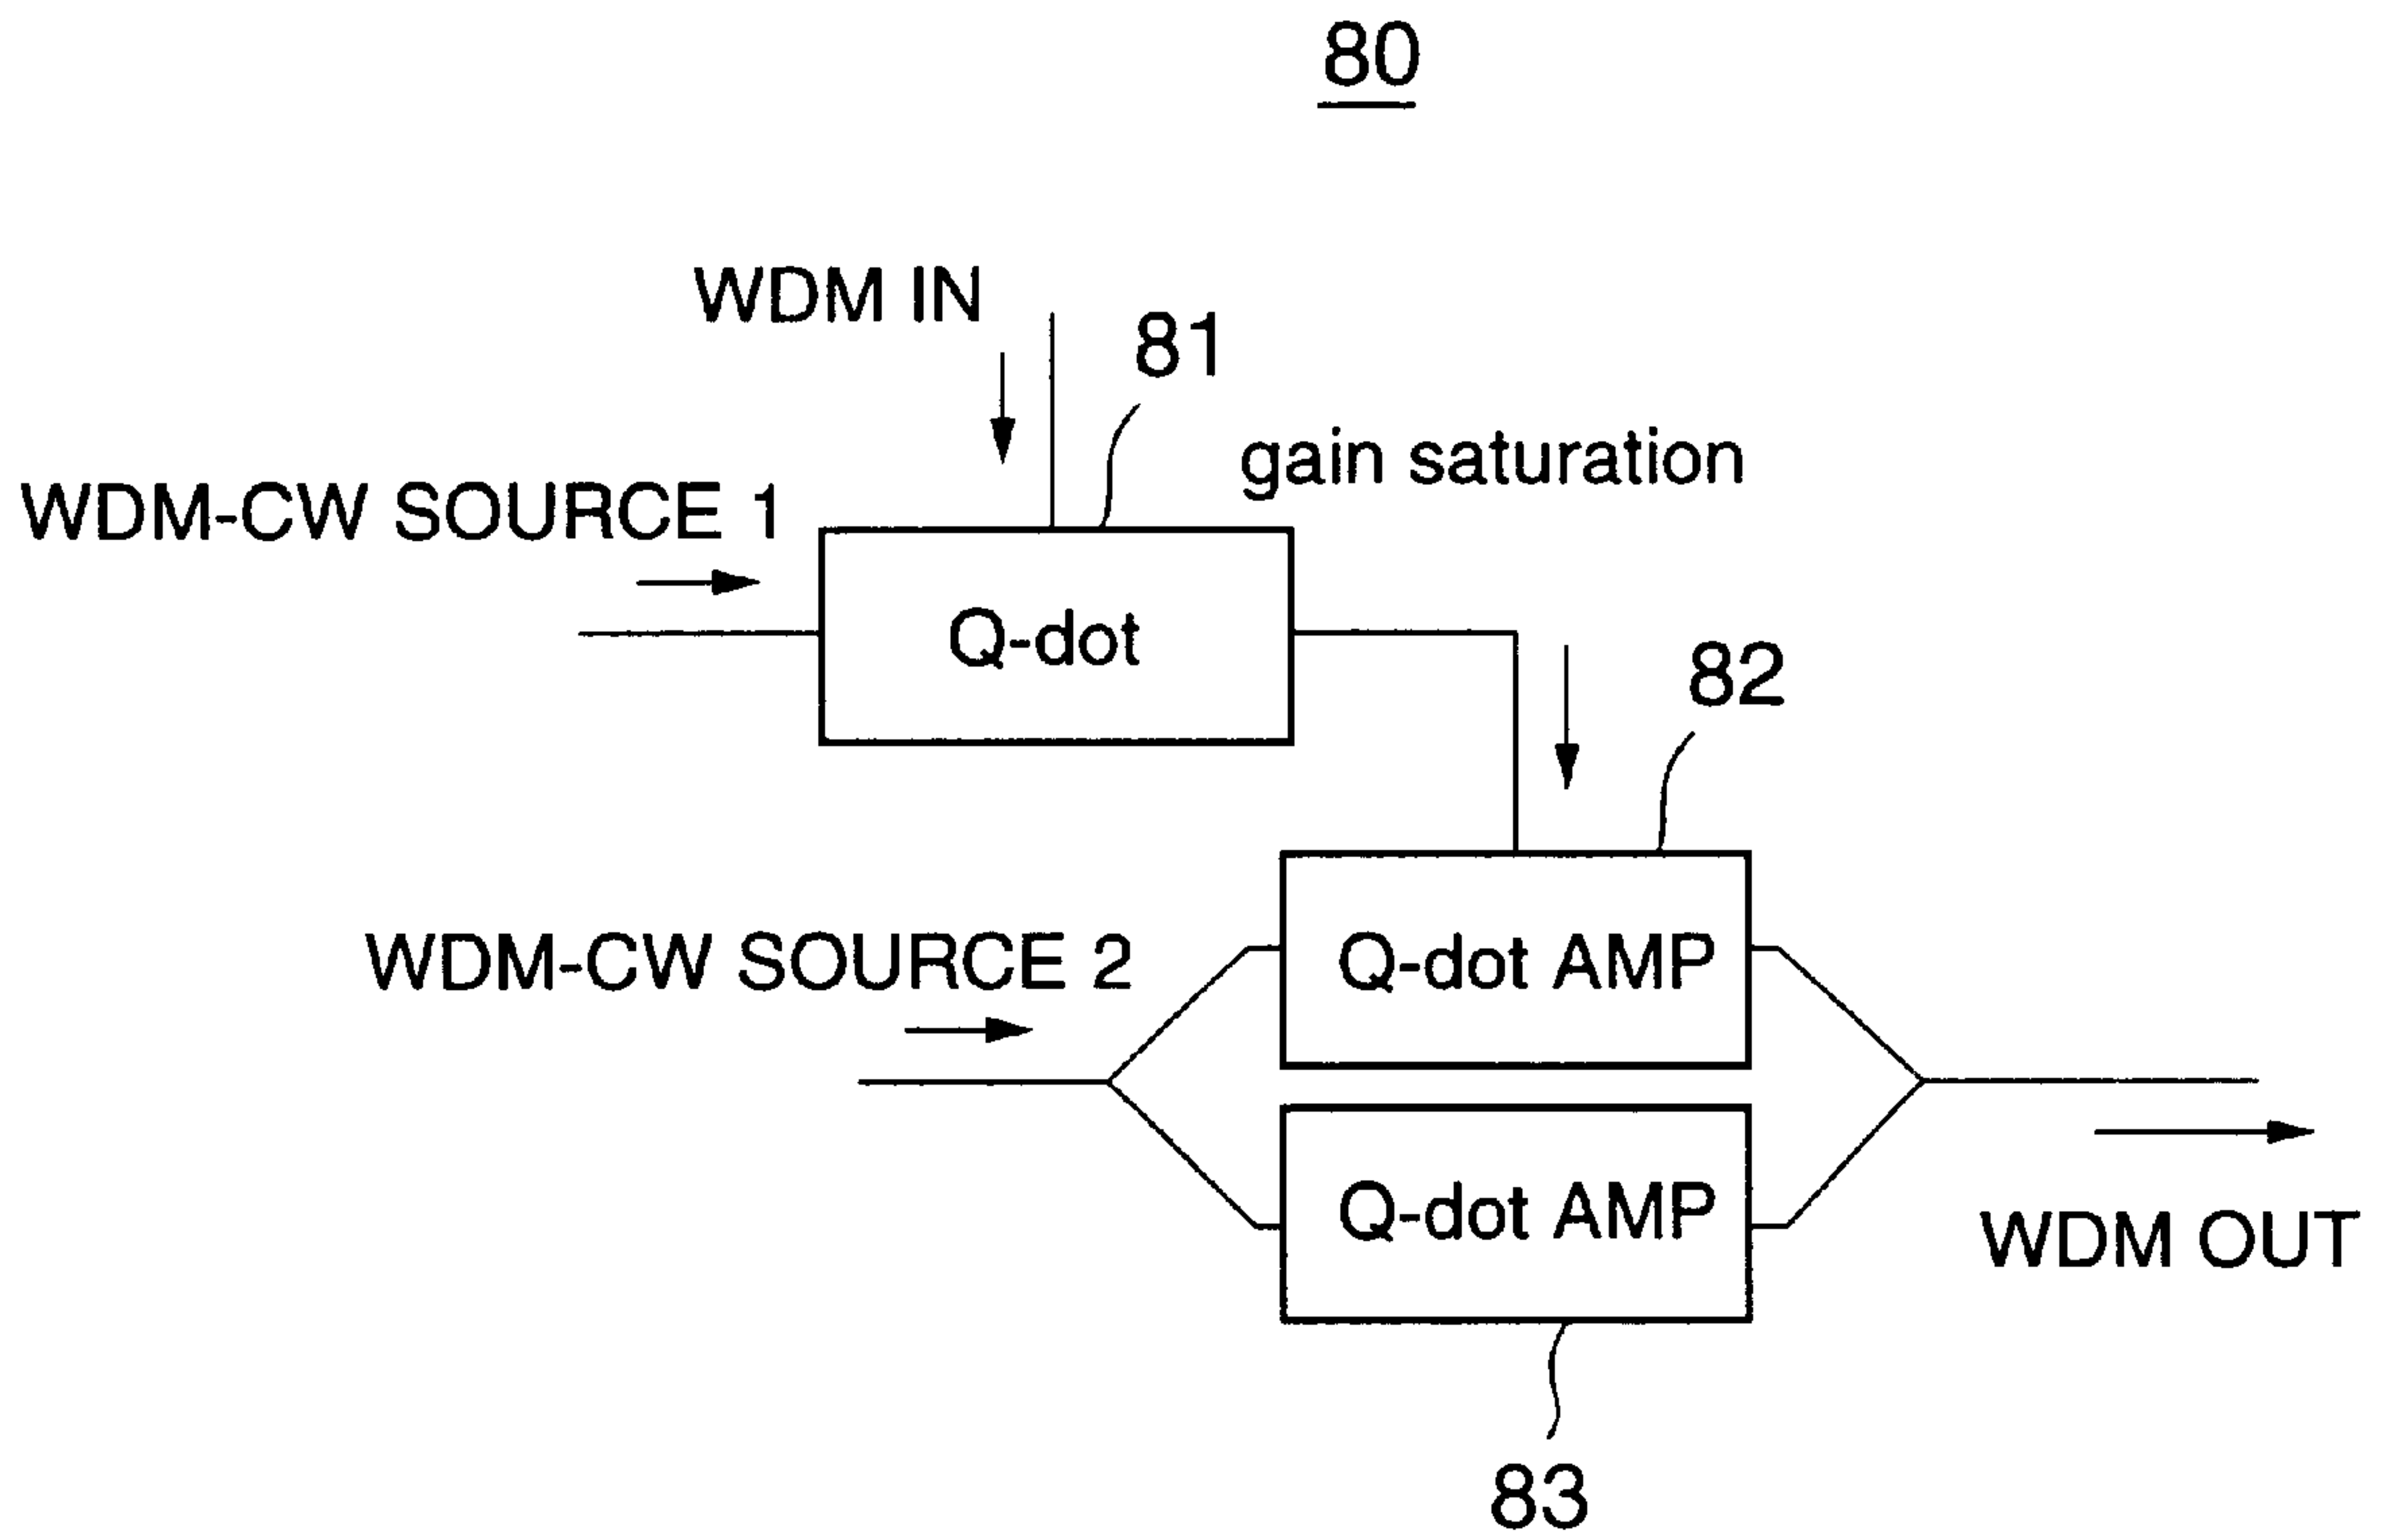 80
WDM IN
81
gain saturation
WDM-CW SOURCE 1
Q-dot
82
WDM-CW SOURCE 2
Q-dot AMP
Q-dot AMP
WDM OUT
83